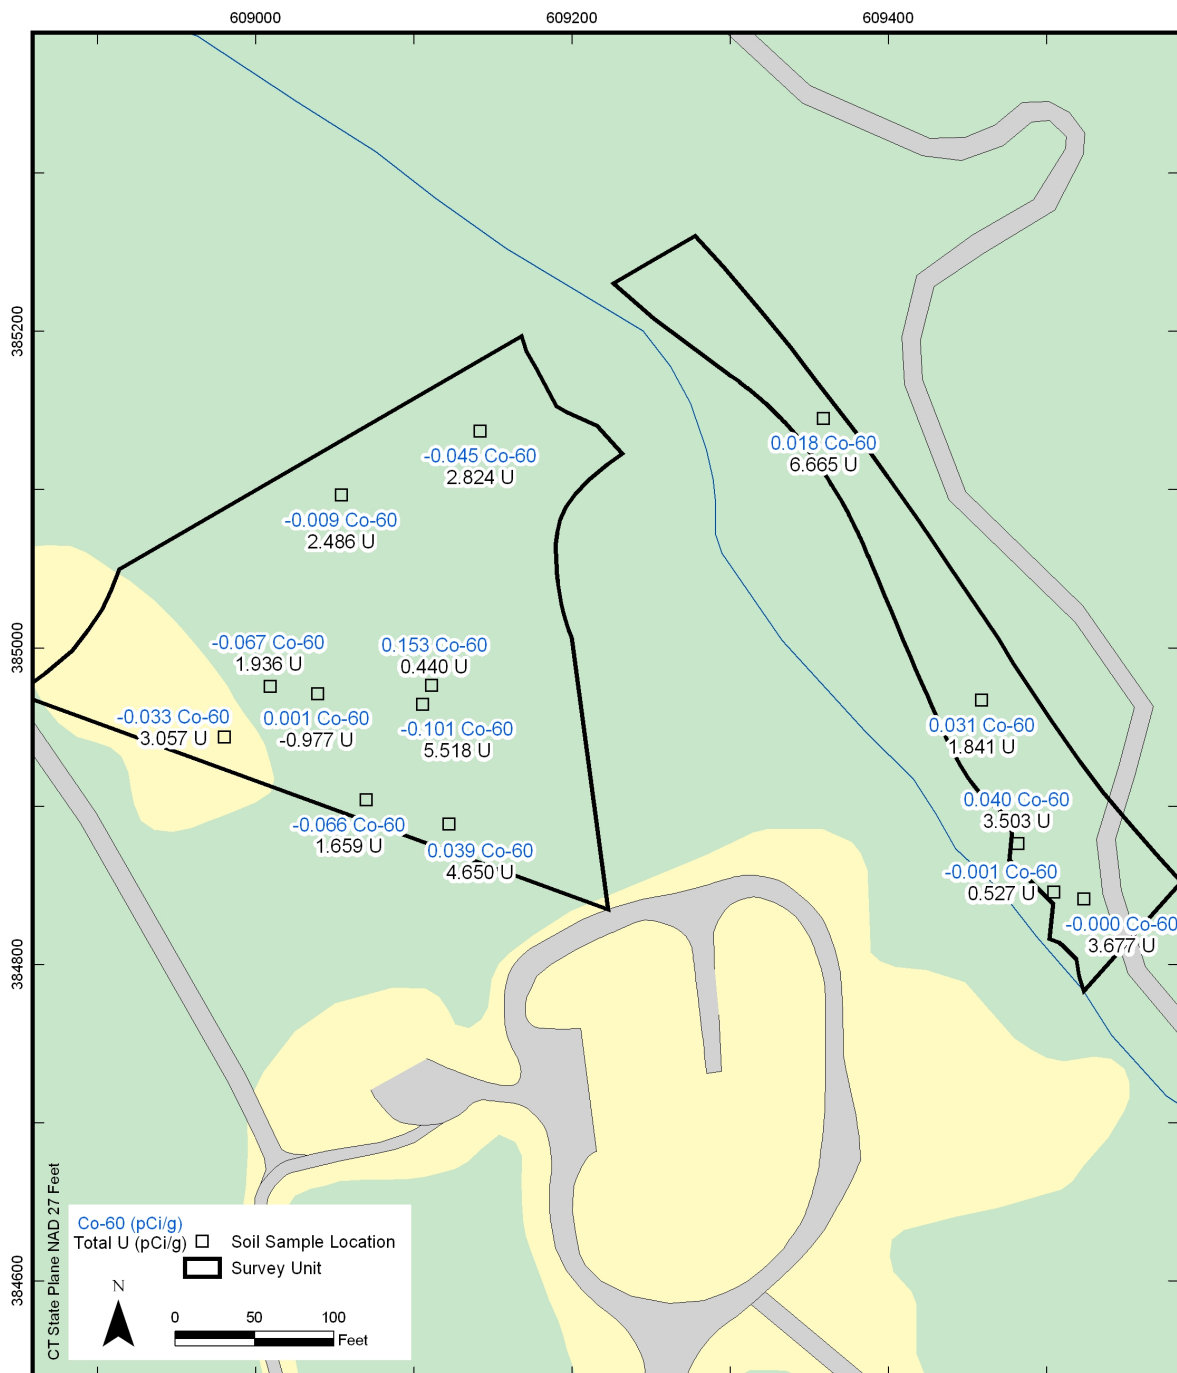 609000
609200
609400
385200
385000
384800
384600
-0.045 Co-60
2.824 U
0.018 Co-60
6.665 U
-0.009 Co-60
2.486 U
-0.067 Co-60
1.936 U
0.153 Co-60
0.440 U
-0.033 Co-60
3.057 U
0.001 Co-60
-0.977 U
-0.101 Co-60
5.518 U
0.031 Co-60
1.841 U
-0.066 Co-60
1.659 U
0.039 Co-60
4.650 U
0.040 Co-60
3.503 U
-0.001 Co-60
0.527 U
-0.000 Co-60
3.677 U
CT State Plane NAD 27 Feet
Co-60 (pCi/g)
Total U (pCi/g)
Soil Sample Location
Survey Unit
N
0 50 100
Feet